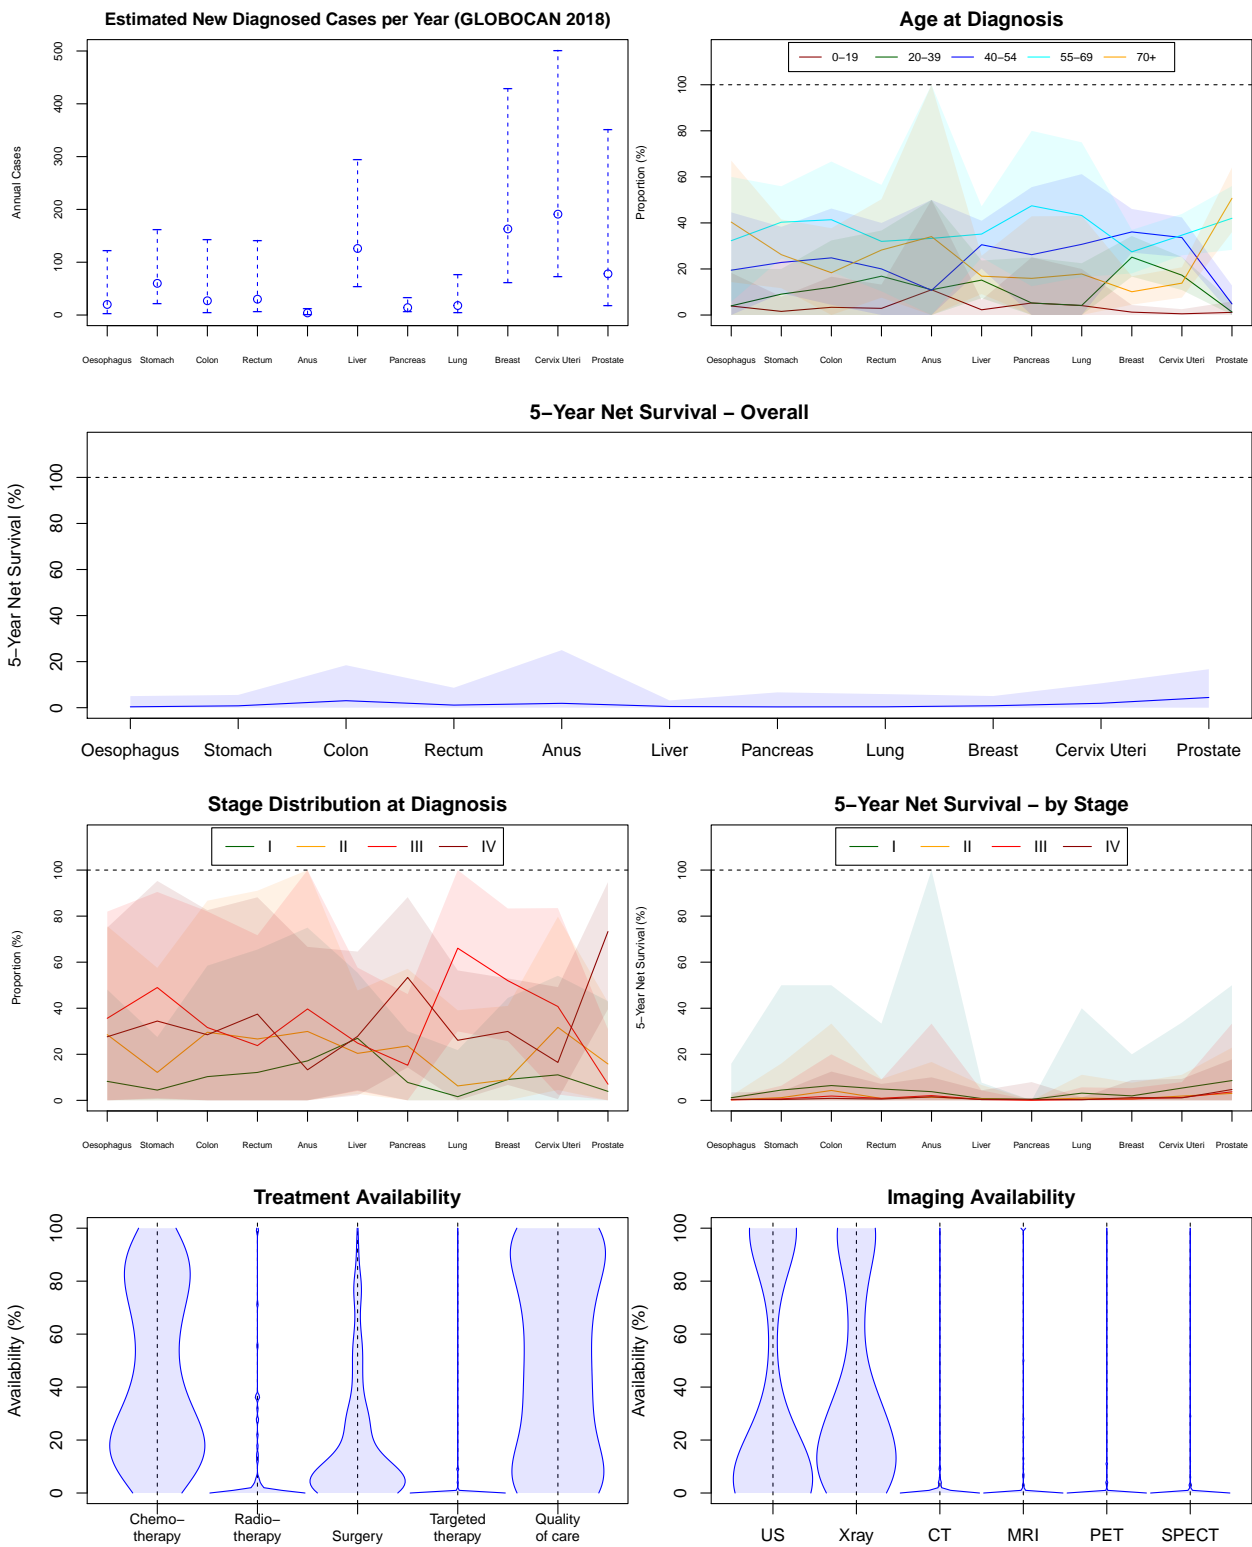 Estimated New Diagnosed Cases per Year (GLOBOCAN 2018)
Annual Cases
0 100 200 300 400 500
Oesophagus Stomach Colon Rectum Anus Liver Pancreas Lung Breast Cervix Uteri Prostate
Age at Diagnosis
0–19 20–39 40–54 55–69 70+
Proportion (%)
0 20 40 60 80 100
Oesophagus Stomach Colon Rectum Anus Liver Pancreas Lung Breast Cervix Uteri Prostate
5–Year Net Survival – Overall
5–Year Net Survival (%)
0 20 40 60 80 100
Oesophagus Stomach Colon Rectum Anus Liver Pancreas Lung Breast Cervix Uteri Prostate
Stage Distribution at Diagnosis
I II III IV
Proportion (%)
0 20 40 60 80 100
Oesophagus Stomach Colon Rectum Anus Liver Pancreas Lung Breast Cervix Uteri Prostate
5–Year Net Survival – by Stage
I II III IV
5–Year Net Survival (%)
0 20 40 60 80 100
Oesophagus Stomach Colon Rectum Anus Liver Pancreas Lung Breast Cervix Uteri Prostate
Treatment Availability
Availability (%)
0 20 40 60 80 100
Chemo– Radio– Targeted Quality
therapy therapy Surgery therapy of care
Imaging Availability
Availability (%)
0 20 40 60 80 100
US Xray CT MRI PET SPECT